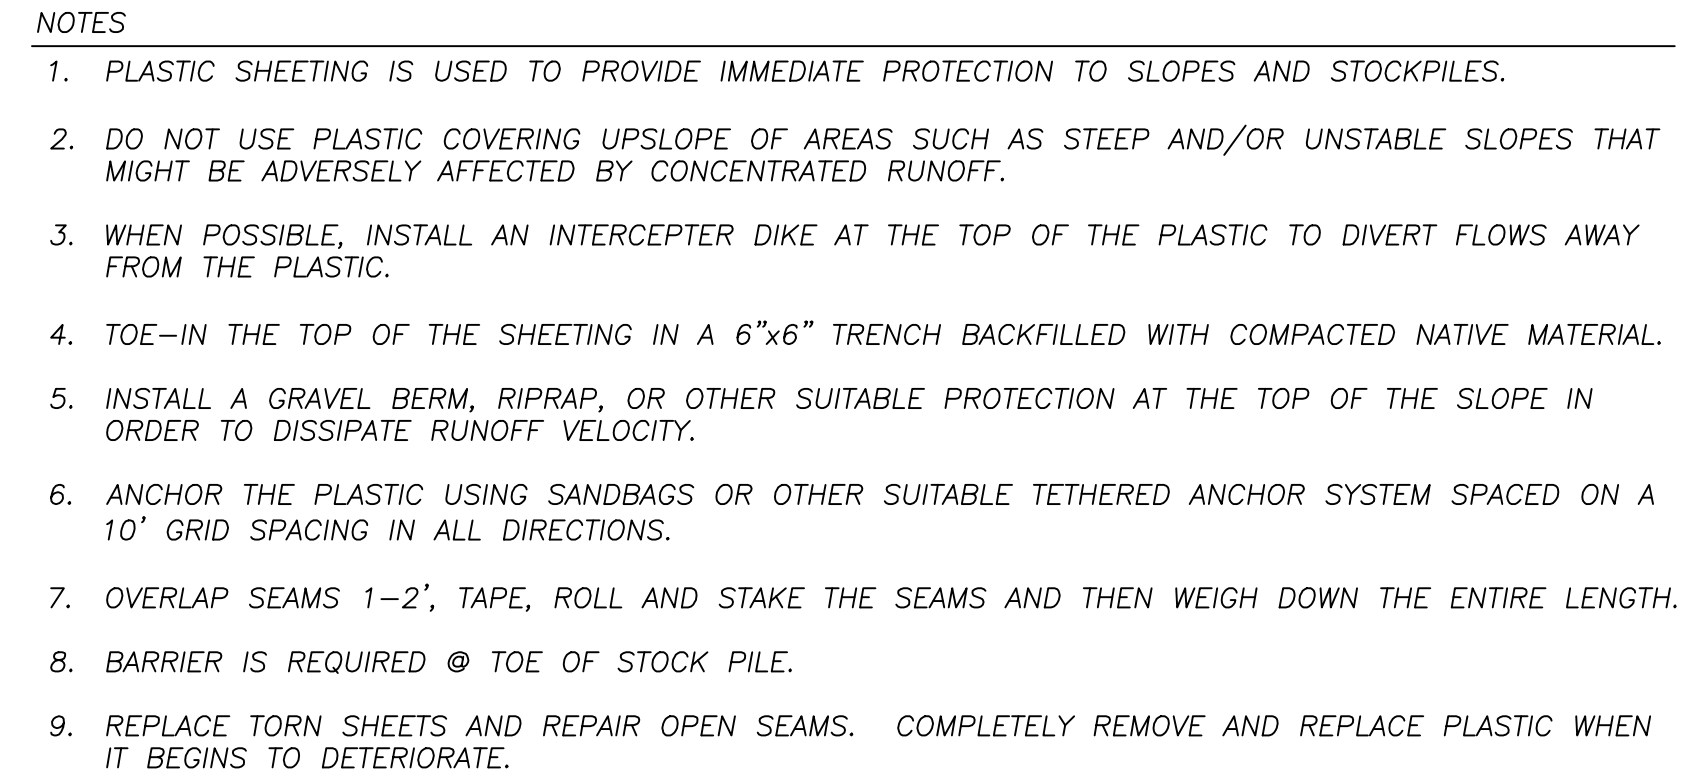 NOTES
1. PLASTIC SHEETING IS USED TO PROVIDE IMMEDIATE PROTECTION TO SLOPES AND STOCKPILES.
2. DO NOT USE PLASTIC COVERING UPSLOPE OF AREAS SUCH AS STEEP AND/OR UNSTABLE SLOPES THAT
MIGHT BE ADVERSELY AFFECTED BY CONCENTRATED RUNOFF.
3. WHEN POSSIBLE, INSTALL AN INTERCEPTER DIKE AT THE TOP OF THE PLASTIC TO DIVERT FLOWS AWAY
FROM THE PLASTIC.
4. TOE-IN THE TOP OF THE SHEETING IN A 6"x6" TRENCH BACKFILLED WITH COMPACTED NATIVE MATERIAL.
5. INSTALL A GRAVEL BERM, RIPRAP, OR OTHER SUITABLE PROTECTION AT THE TOP OF THE SLOPE IN
ORDER TO DISSIPATE RUNOFF VELOCITY.
6. ANCHOR THE PLASTIC USING SANDBAGS OR OTHER SUITABLE TETHERED ANCHOR SYSTEM SPACED ON A
10' GRID SPACING IN ALL DIRECTIONS.
7. OVERLAP SEAMS 1-2', TAPE, ROLL AND STAKE THE SEAMS AND THEN WEIGH DOWN THE ENTIRE LENGTH.
8. BARRIER IS REQUIRED @ TOE OF STOCK PILE.
9. REPLACE TORN SHEETS AND REPAIR OPEN SEAMS. COMPLETELY REMOVE AND REPLACE PLASTIC WHEN
IT BEGINS TO DETERIORATE.